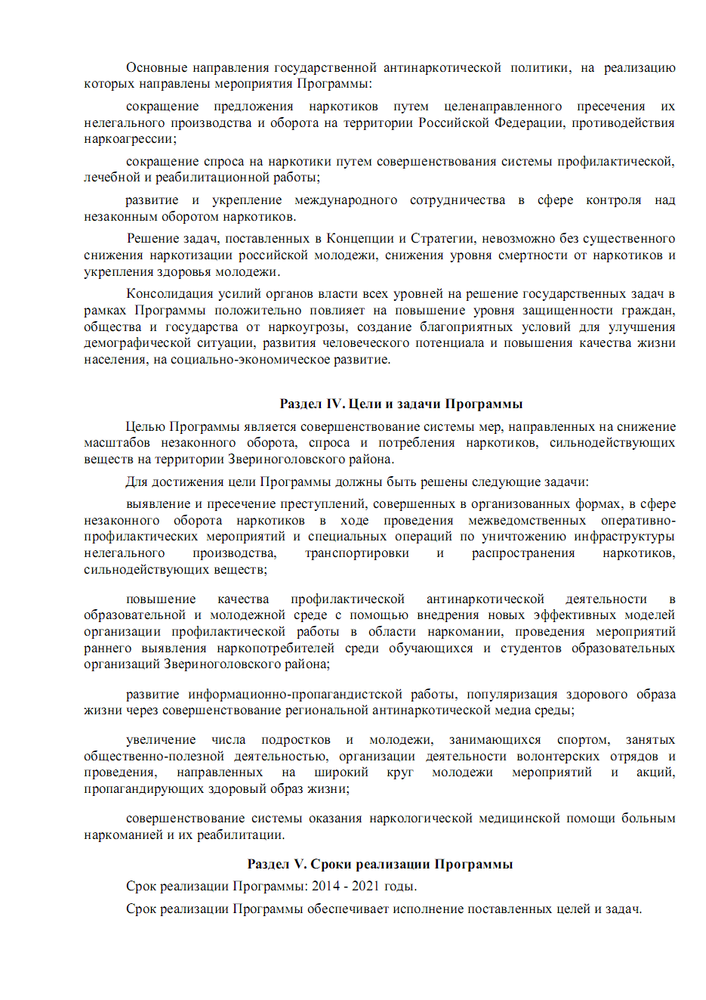 Основные направления государственной антинаркотической политики, на реализацию
которых направлены мероприятия Программы:
сокращение предложения наркотиков путем целенаправленного пресечения их
нелегального производства и оборота на территории Российской Федерации, противодействия
наркоагрессии;
сокращение спроса на наркотики путем совершенствования системы профилактической,
лечебной и реабилитационной работы;
развитие и укрепление международного сотрудничества в сфере контроля над
незаконным оборотом наркотиков.
Решение задач, поставленных в Концепции и Стратегии, невозможно без существенного
снижения наркотизации российской молодежи, снижения уровня смертности от наркотиков и
укрепления здоровья молодежи.
Консолидация усилий органов власти всех уровней на решение государственных задач в
рамках Программы положительно повлияет на повышение уровня защищенности граждан,
общества и государства от наркоугрозы, создание благоприятных условий для улучшения
демографической ситуации, развития человеческого потенциала и повышения качества жизни
населения, на социально-экономическое развитие.
Раздел IV. Цели и задачи Программы
Целью Программы является совершенствование системы мер, направленных на снижение
масштабов незаконного оборота, спроса и потребления наркотиков, сильнодействующих
веществ на территории Звериноголовского района.
Для достижения цели Программы должны быть решены следующие задачи:
выявление и пресечение преступлений, совершенных в организованных формах, в сфере
незаконного оборота наркотиков в ходе проведения межведомственных оперативно-
профилактических мероприятий и специальных операций по уничтожению инфраструктуры
нелегального производства, транспортировки и распространения наркотиков,
сильнодействующих веществ;
повышение качества профилактической антинаркотической деятельности в
образовательной и молодежной среде с помощью внедрения новых эффективных моделей
организации профилактической работы в области наркомании, проведения мероприятий
раннего выявления наркопотребителей среди обучающихся и студентов образовательных
организаций Звериноголовского района;
развитие информационно-пропагандистской работы, популяризация здорового образа
жизни через совершенствование региональной антинаркотической медиа среды;
увеличение числа подростков и молодежи, занимающихся спортом, занятых
общественно-полезной деятельностью, организации деятельности волонтерских отрядов и
проведения, направленных на широкий круг молодежи мероприятий и акций,
пропагандирующих здоровый образ жизни;
совершенствование системы оказания наркологической медицинской помощи больным
наркоманией и их реабилитации.
Раздел V. Сроки реализации Программы
Срок реализации Программы: 2014 - 2021 годы.
Срок реализации Программы обеспечивает исполнение поставленных целей и задач.